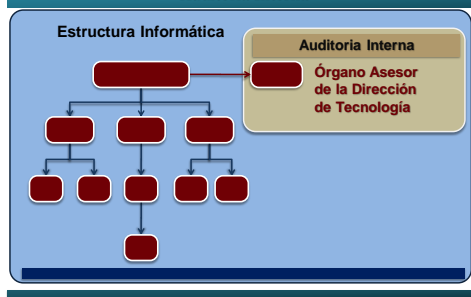 Estructura Informática
Auditoria Interna
Órgano Asesor
de la Dirección
de Tecnología